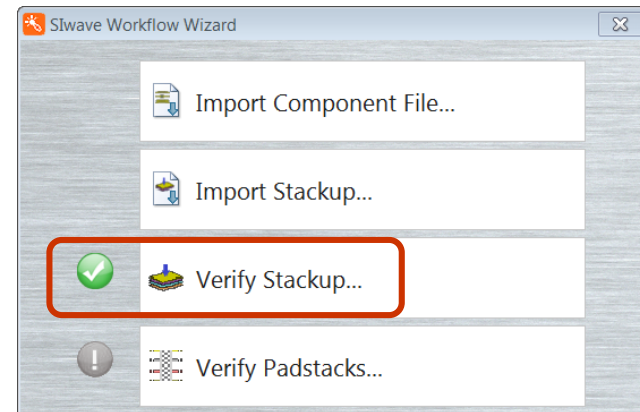 SIwave Workflow Wizard
Import Component File...
Import Stackup...
Verify Stackup...
Verify Padstacks...